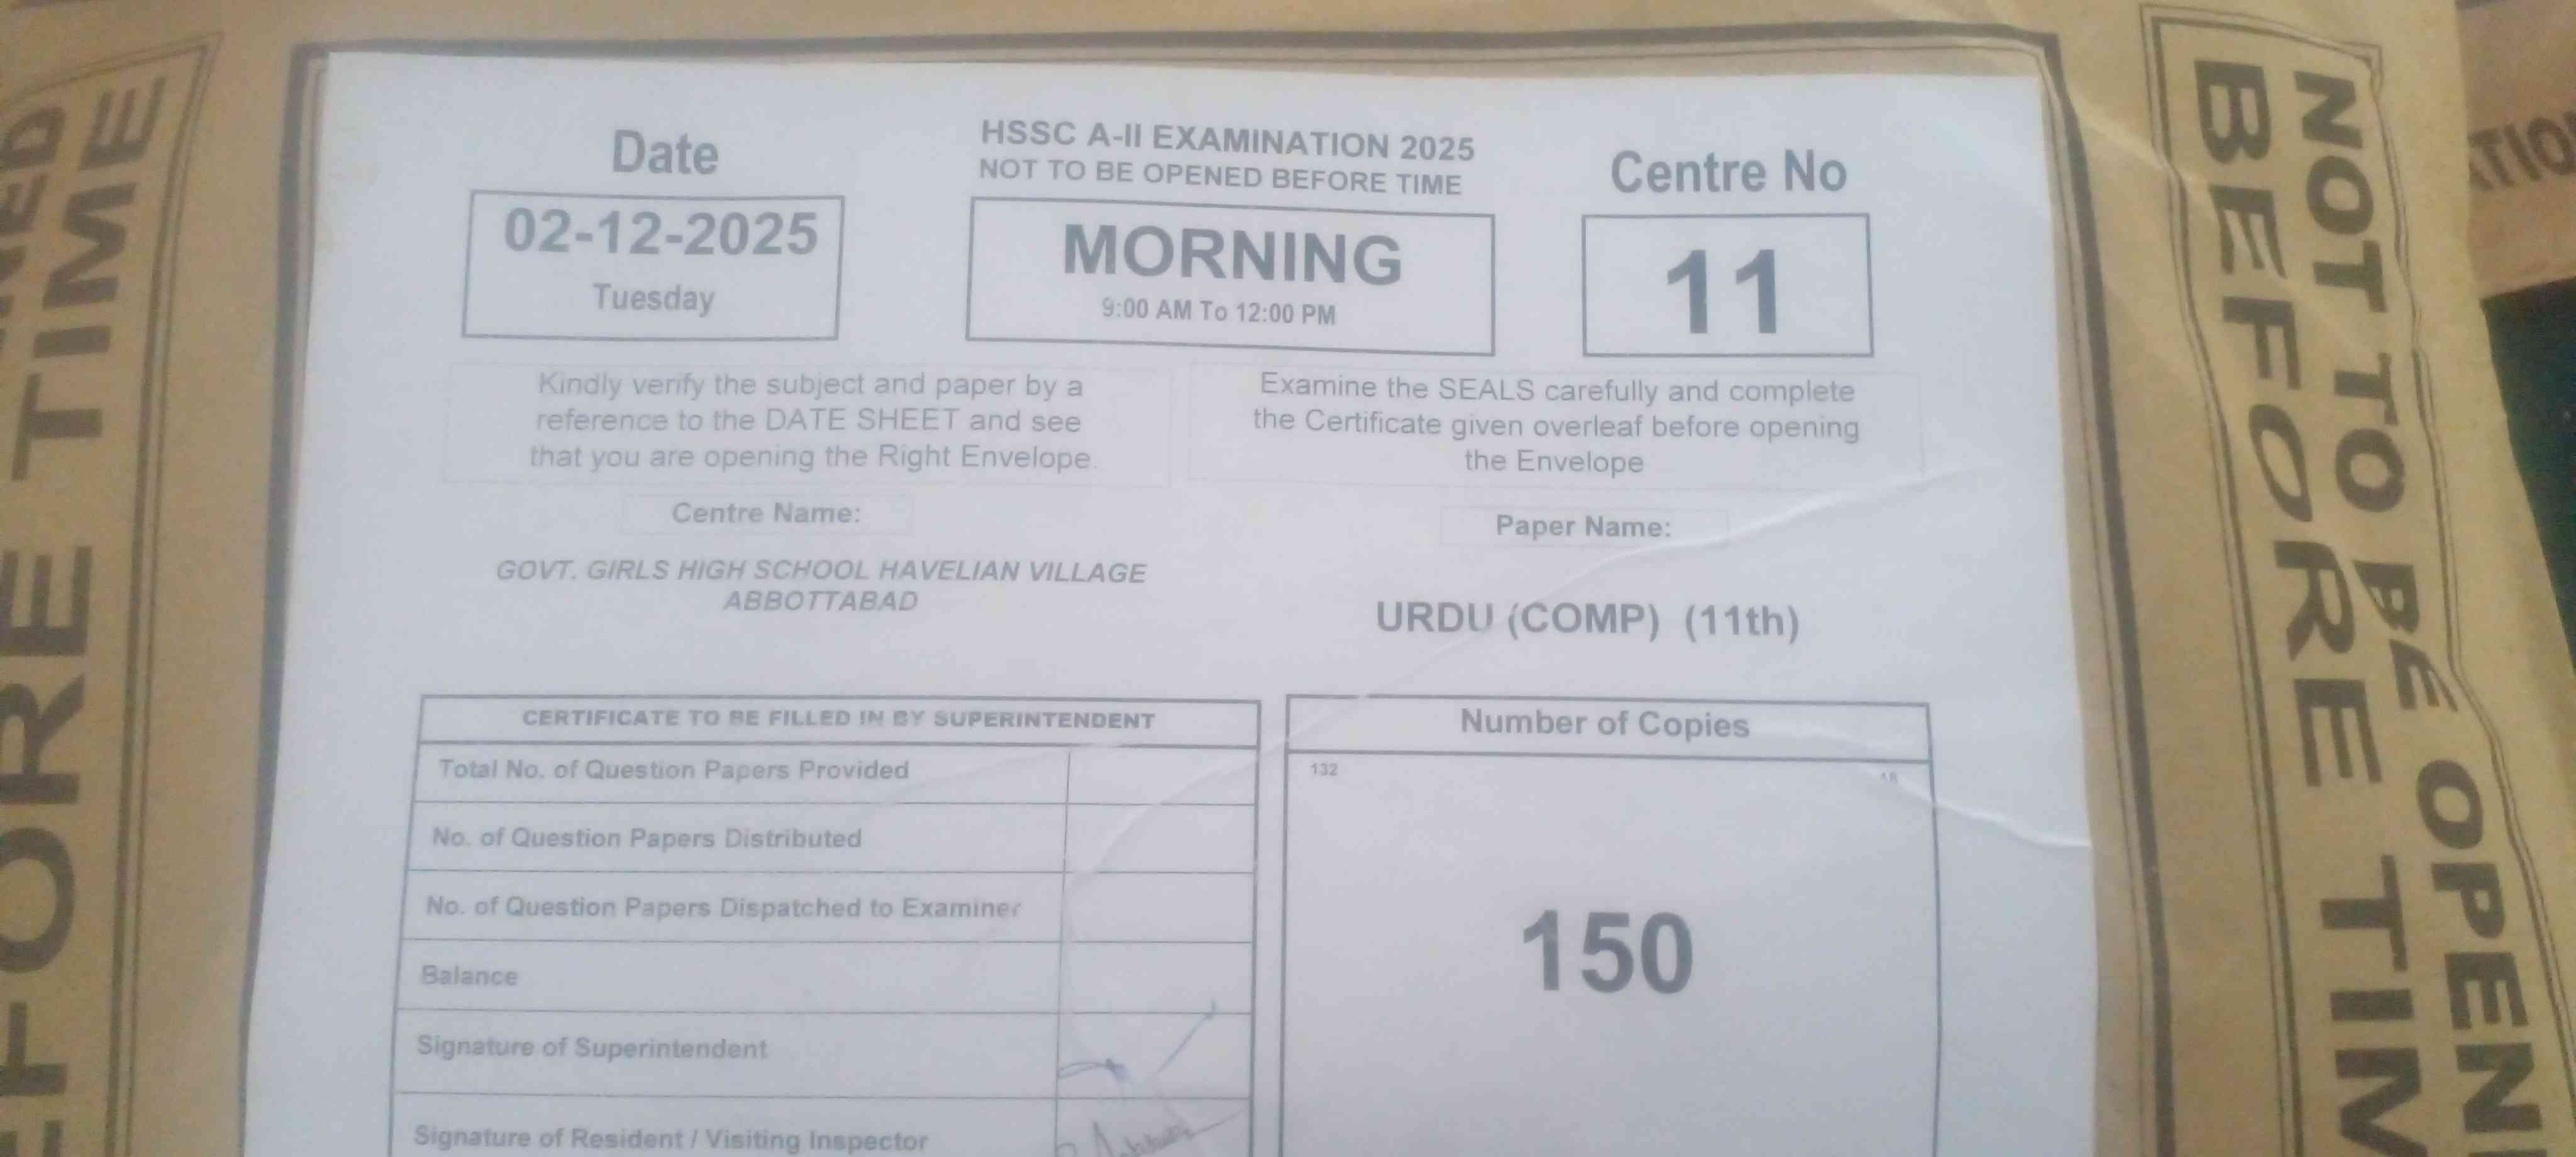 Date
02-12-2025
Tuesday
HSSC A-II EXAMINATION 2025
NOT TO BE OPENED BEFORE TIME
MORNING
9:00 AM To 12:00 PM
Centre No
11
Kindly verify the subject and paper by a
reference to the DATE SHEET and see
that you are opening the Right Envelope.
Examine the SEALS carefully and complete
the Certificate given overleaf before opening
the Envelope
Centre Name:
GOVT. GIRLS HIGH SCHOOL HAVELIAN VILLAGE
ABBOTTABAD
Paper Name:
URDU (COMP) (11th)
CERTIFICATE TO BE FILLED IN BY SUPERINTENDENT
Total No. of Question Papers Provided
No. of Question Papers Distributed
No. of Question Papers Dispatched to Examiner
Balance
Signature of Superintendent
Signature of Resident / Visiting Inspector
Number of Copies
132
150
NOT TO BE OPEN
BEFORE TIM
EFORE TIME